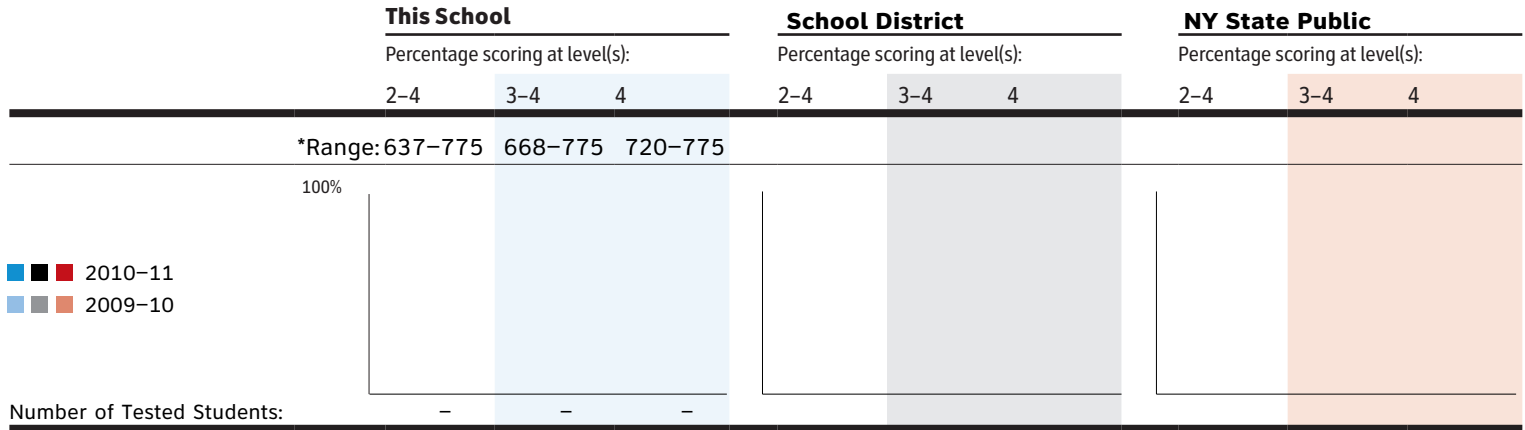 This School School District NY State Public
Percentage scoring at level(s): Percentage scoring at level(s): Percentage scoring at level(s):
2–4 3–4 4 2–4 3–4 4 2–4 3–4 4
*Range: 637–775 668–775 720–775
100%
2010–11
2009–10
Number of Tested Students: – – –